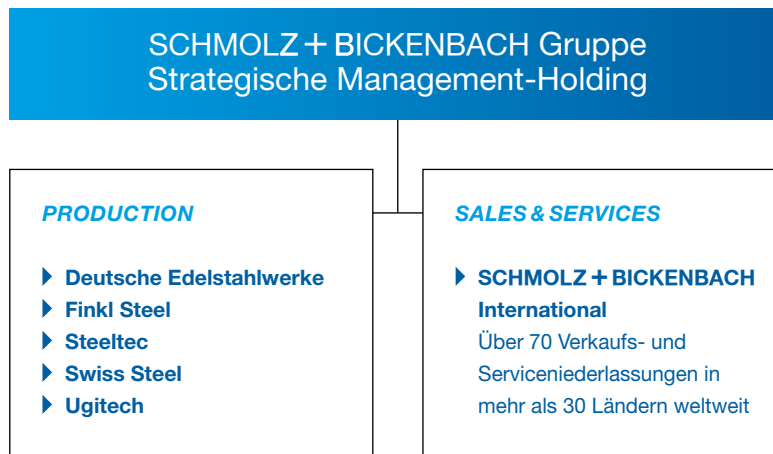 SCHMOLZ + BICKENBACH Gruppe
Strategische Management-Holding
PRODUCTION
Deutsche Edelstahlwerke
Finkl Steel
Steeltec
Swiss Steel
Ugitech
SALES & SERVICES
SCHMOLZ + BICKENBACH
International
Über 70 Verkaufs- und
Serviceniederlassungen in
mehr als 30 Ländern weltweit